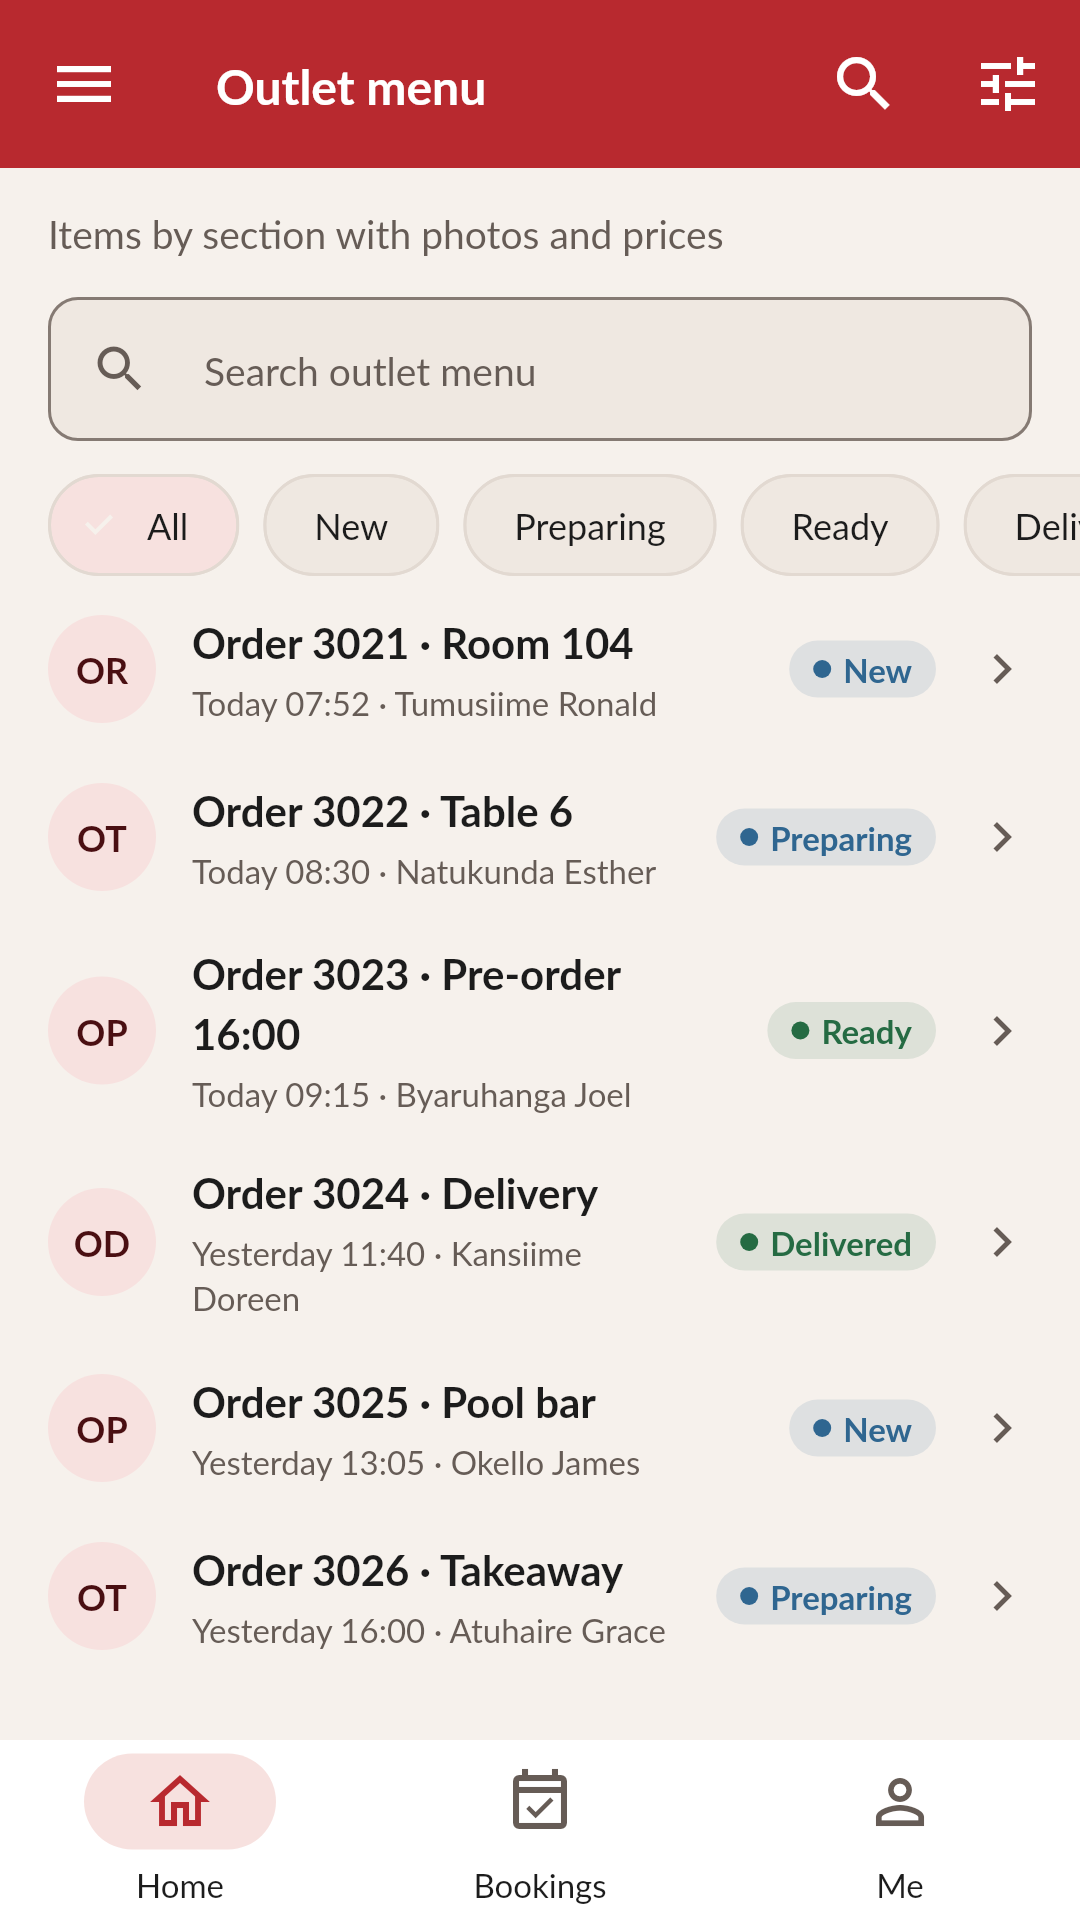 Outlet menu
Items by section with photos and prices
Search outlet menu
All
New
Preparing
Ready
Deliv
OR
Order 3021 · Room 104
Today 07:52 · Tumusiime Ronald
New
OT
Order 3022 · Table 6
Today 08:30 · Natukunda Esther
Preparing
OP
Order 3023 · Pre-order
16:00
Today 09:15 · Byaruhanga Joel
Ready
OD
Order 3024 · Delivery
Yesterday 11:40 · Kansiime
Doreen
Delivered
OP
Order 3025 · Pool bar
Yesterday 13:05 · Okello James
New
OT
Order 3026 · Takeaway
Yesterday 16:00 · Atuhaire Grace
Preparing
Home
Bookings
Me